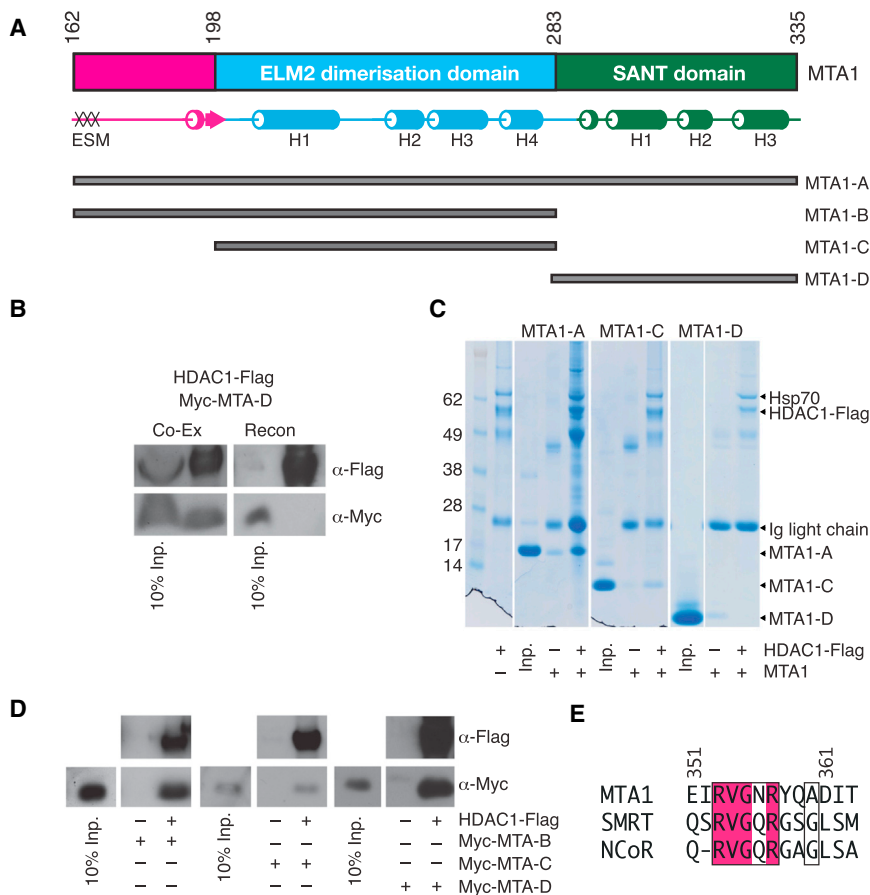 A
162 198 283 335
ELM2 dimerisation domain SANT domain MTA1
ESM H1 H2 H3 H4 H1 H2 H3
MTA1-A
MTA1-B
MTA1-C
MTA1-D
B
HDAC1-Flag
Myc-MTA-D
Co-Ex Recon
α-Flag
α-Myc
10% Inp. 10% Inp.
C
MTA1-A MTA1-C MTA1-D
62
49
38
28
17
14
Hsp70
HDAC1-Flag
Ig light chain
MTA1-A
MTA1-C
MTA1-D
+ Inp. – + Inp. – + Inp. – + HDAC1-Flag
– + + + + + + MTA1
D
α-Flag
α-Myc
10% Inp. – + 10% Inp. – + 10% Inp. – + HDAC1-Flag
+ + – – – – Myc-MTA-B
– – + + – – Myc-MTA-C
– – – – + + Myc-MTA-D
E
351 361
MTA1 EIRVGNRYQADIT
SMRT QSRVGQRGSGLSM
NCoR Q-RVGQRGAGLSA